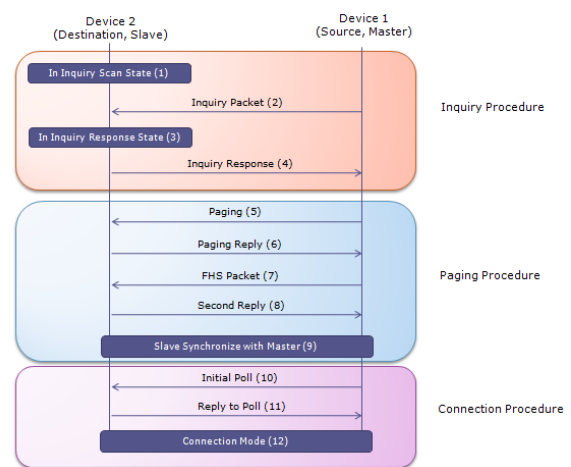 Device 2
(Destination, Slave)
Device 1
(Source, Master)
In Inquiry Scan State (1)
Inquiry Packet (2)
Inquiry Procedure
In Inquiry Response State (3)
Inquiry Response (4)
Paging (5)
Paging Reply (6)
FHS Packet (7)
Paging Procedure
Second Reply (8)
Slave Synchronize with Master (9)
Initial Poll (10)
Reply to Poll (11)
Connection Procedure
Connection Mode (12)